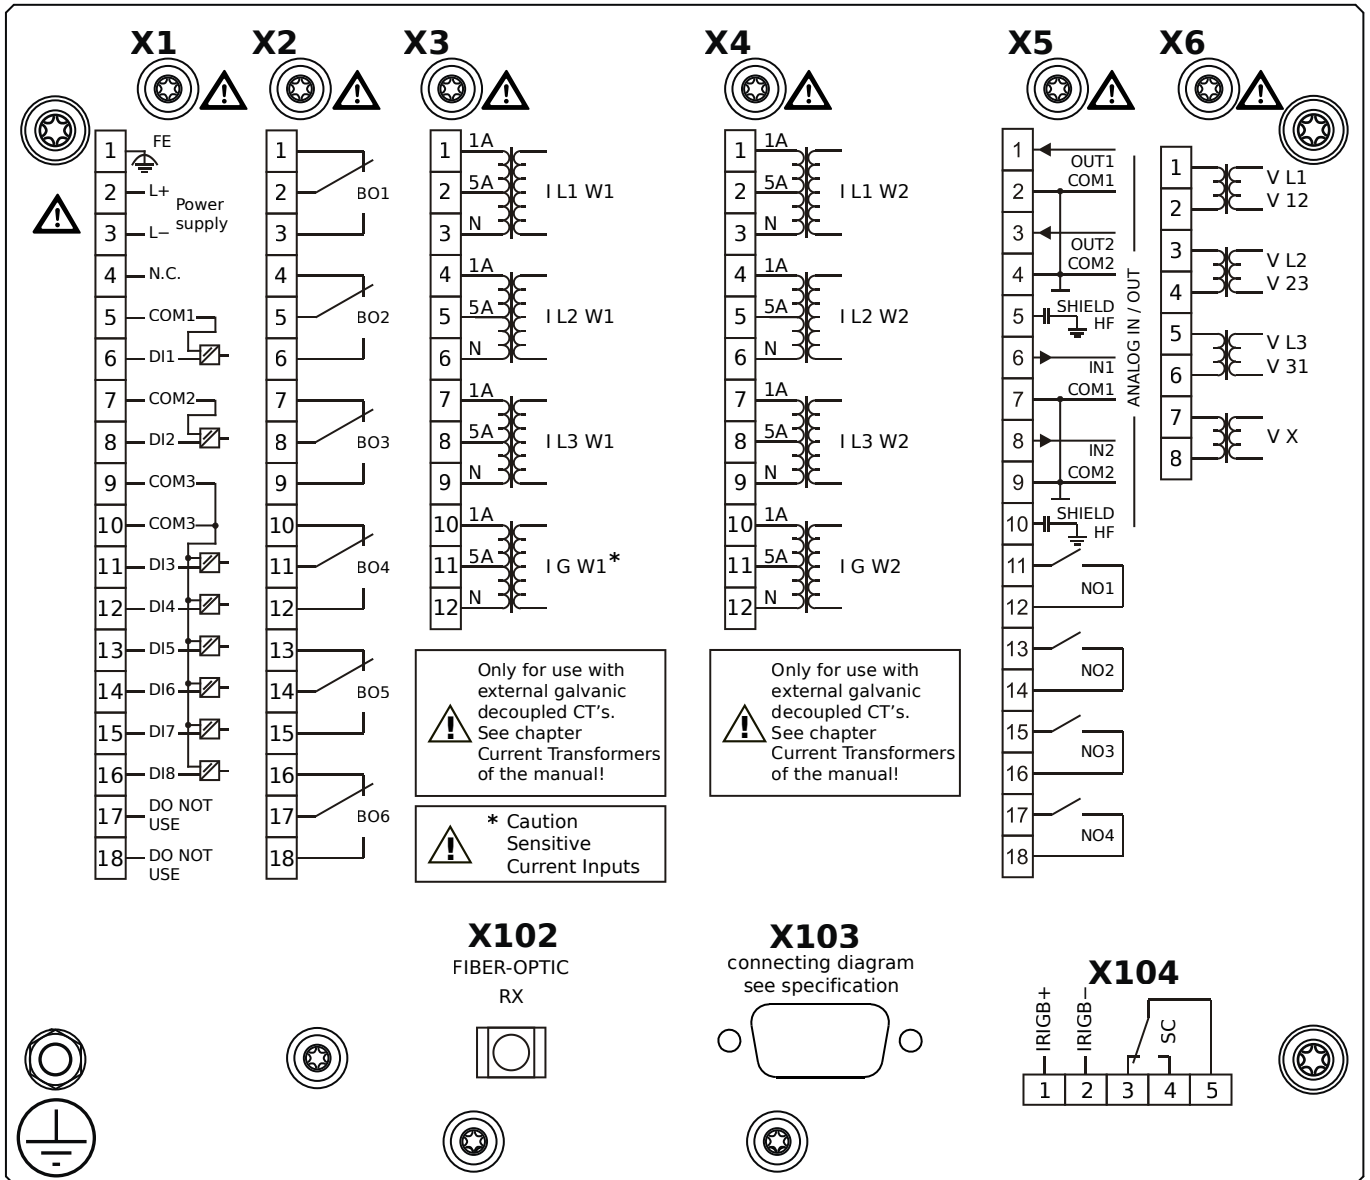 X1
X2
X3
X4
X5
X6
1
FE
2
L+
Power
supply
3
L−
4
N.C.
5
COM1
6
DI1
7
COM2
8
DI2
9
COM3
10
COM3
11
DI3
12
DI4
13
DI5
14
DI6
15
DI7
16
DI8
17
DO NOT
USE
18
DO NOT
USE
1
2
BO1
3
4
5
BO2
6
7
8
BO3
9
10
11
BO4
12
13
14
BO5
15
16
17
BO6
18
1
1A
2
5A
I L1 W1
3
N
4
1A
5
5A
I L2 W1
6
N
7
1A
8
5A
I L3 W1
9
N
10
1A
11
5A
I G W1*
12
N
Only for use with
external galvanic
decoupled CT's.
See chapter
Current Transformers
of the manual!
* Caution
Sensitive
Current Inputs
1
1A
2
5A
I L1 W2
3
N
4
1A
5
5A
I L2 W2
6
N
7
1A
8
5A
I L3 W2
9
N
10
1A
11
5A
I G W2
12
N
Only for use with
external galvanic
decoupled CT's.
See chapter
Current Transformers
of the manual!
1
OUT1
2
COM1
3
OUT2
4
COM2
5
SHIELD
HF
6
IN1
7
COM1
8
IN2
9
COM2
10
SHIELD
HF
ANALOG IN / OUT
11
NO1
12
13
NO2
14
15
NO3
16
17
NO4
18
1
V L1
2
V 12
3
V L2
4
V 23
5
V L3
6
V 31
7
V X
8
X102
FIBER-OPTIC
RX
X103
connecting diagram
see specification
X104
IRIGB+
IRIGB−
SC
1 2 3 4 5